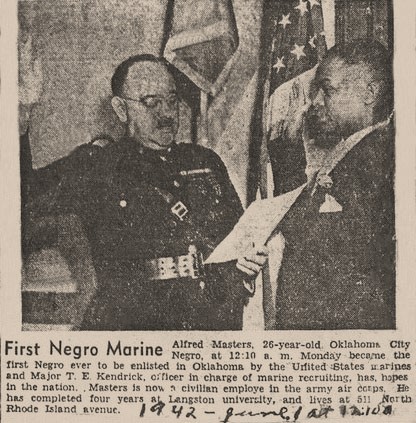 First Negro Marine Alfred Masters, 26-year-old Oklahoma City
Negro, at 12:10 a. m. Monday became the
first Negro ever to be enlisted in Oklahoma by the United States marines
and Major T. E. Kendrick, officer in charge of marine recruiting, has, hopes
in the nation. Masters is now a civilian employe in the army air corps. He
has completed four years at Langston university, and lives at 511 North
Rhode Island avenue.
1942 - June 1 at 12:10 a